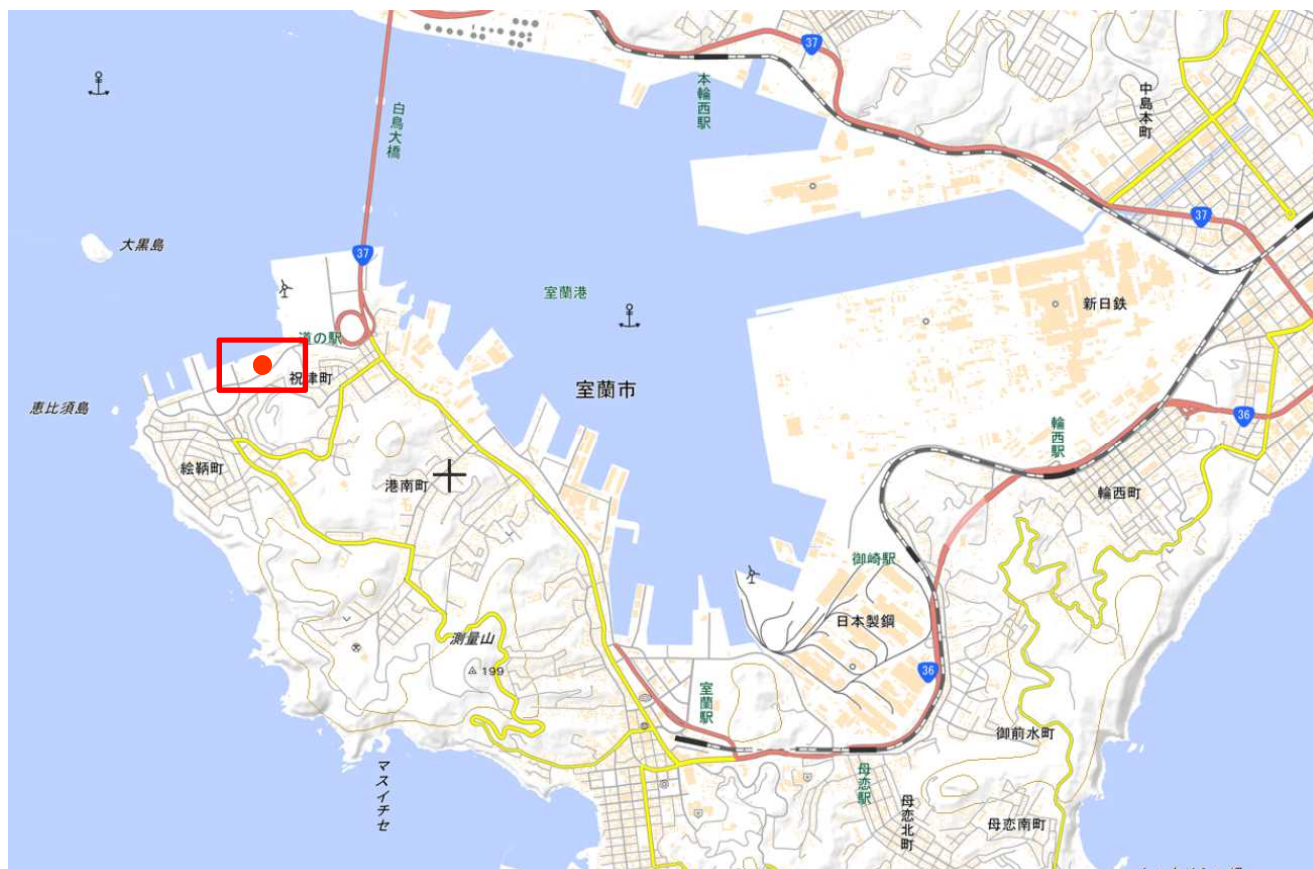 37
本輪西駅
中島本町
白鳥大橋
37
大黒島
37
室蘭港
新日鉄
道の駅
祝津町
室蘭市
恵比須島
36
輪西駅
絵鞆町
港南町
輪西町
御崎駅
日本製鋼
測量山
199
36
室蘭駅
御前水町
マスイチセ
母恋駅
母恋北町
母恋南町